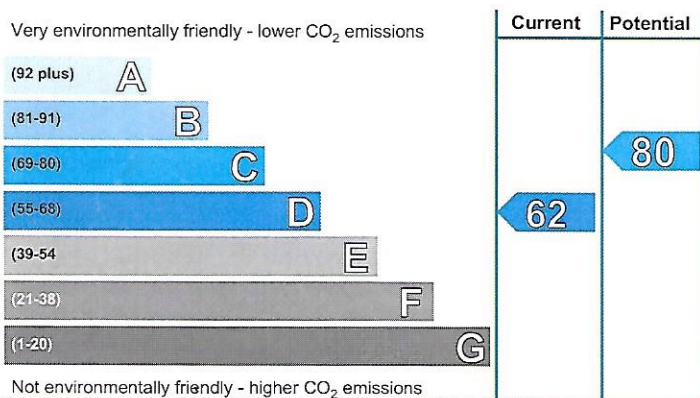 Current Potential
Very environmentally friendly - lower CO₂ emissions
(92 plus) A
(81-91) B
(69-80) C
80
(55-68) D
62
(39-54 E
(21-38) F
(1-20) G
Not environmentally friendly - higher CO₂ emissions